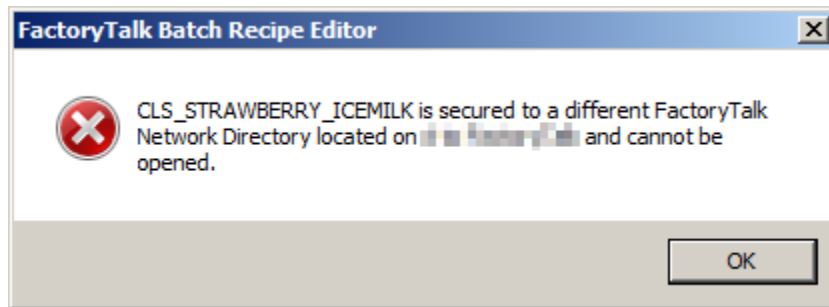 FactoryTalk Batch Recipe Editor
CLS_STRAWBERRY_ICEMILK is secured to a different FactoryTalk
Network Directory located on and cannot be
opened.
OK